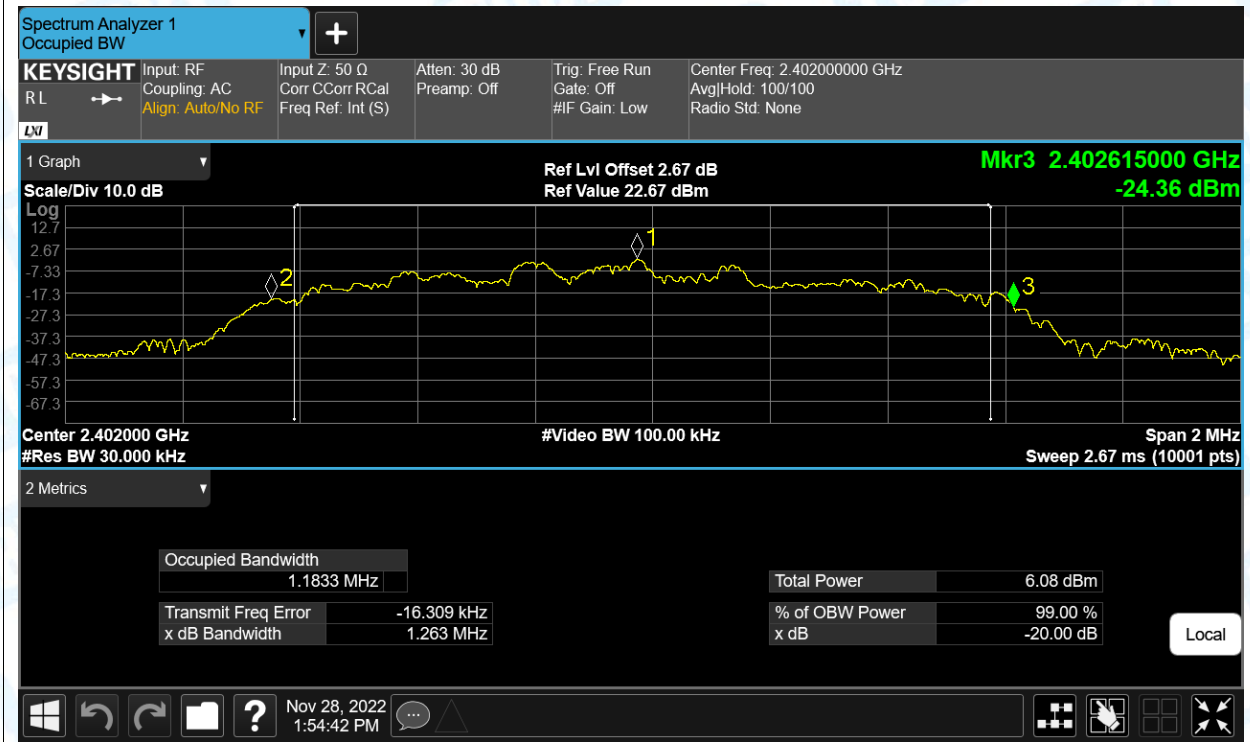 Spectrum Analyzer 1
Occupied BW
+
KEYSIGHT
R L
LXI
Input: RF
Coupling: AC
Align: Auto/No RF
Input Z: 50 Ω
Corr CCorr RCal
Freq Ref: Int (S)
Atten: 30 dB
Preamp: Off
Trig: Free Run
Gate: Off
#IF Gain: Low
Center Freq: 2.402000000 GHz
Avg|Hold: 100/100
Radio Std: None
1 Graph
Scale/Div 10.0 dB
Ref Lvl Offset 2.67 dB
Ref Value 22.67 dBm
Mkr3 2.402615000 GHz
-24.36 dBm
Log
12.7
2.67
-7.33
-17.3
-27.3
-37.3
-47.3
-57.3
-67.3
2
1
3
Center 2.402000 GHz
#Video BW 100.00 kHz
Span 2 MHz
#Res BW 30.000 kHz
Sweep 2.67 ms (10001 pts)
2 Metrics
Occupied Bandwidth
1.1833 MHz
Transmit Freq Error -16.309 kHz
x dB Bandwidth 1.263 MHz
Total Power 6.08 dBm
% of OBW Power 99.00 %
x dB -20.00 dB
Local
?
Nov 28, 2022
1:54:42 PM